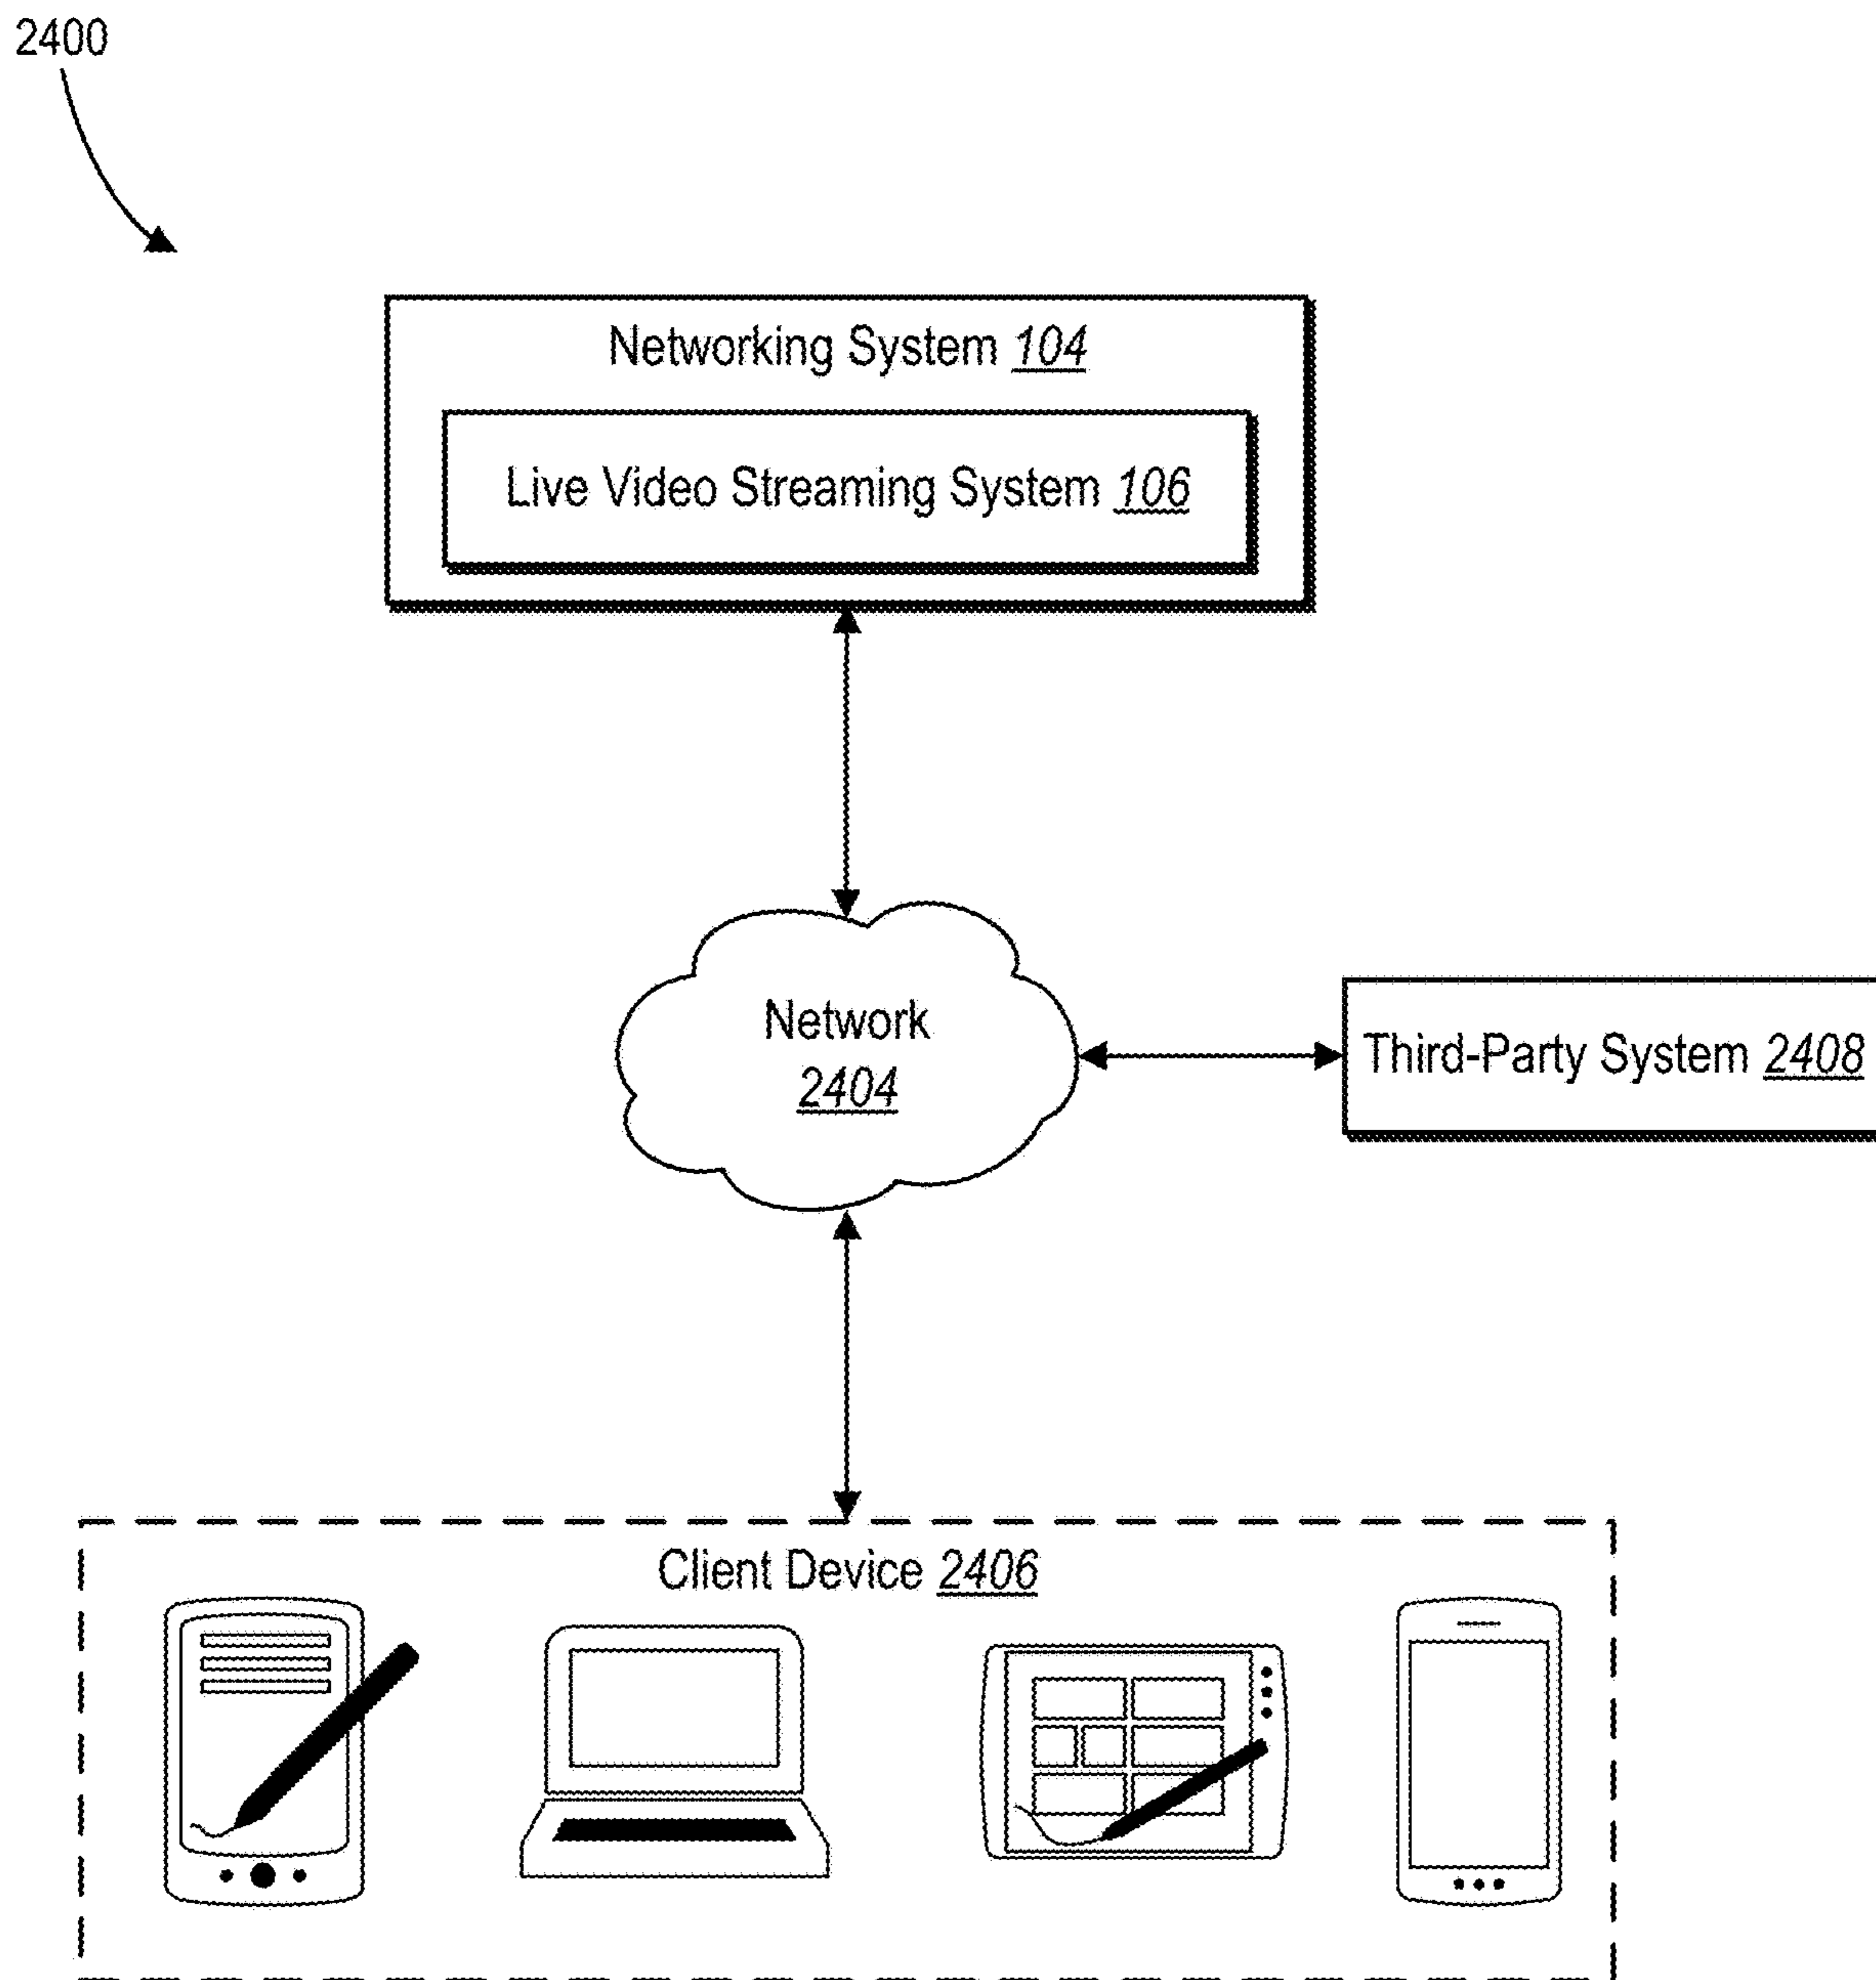 2400
Networking System 104
Live Video Streaming System 106
Network
2404
Third-Party System 2408
Client Device 2406